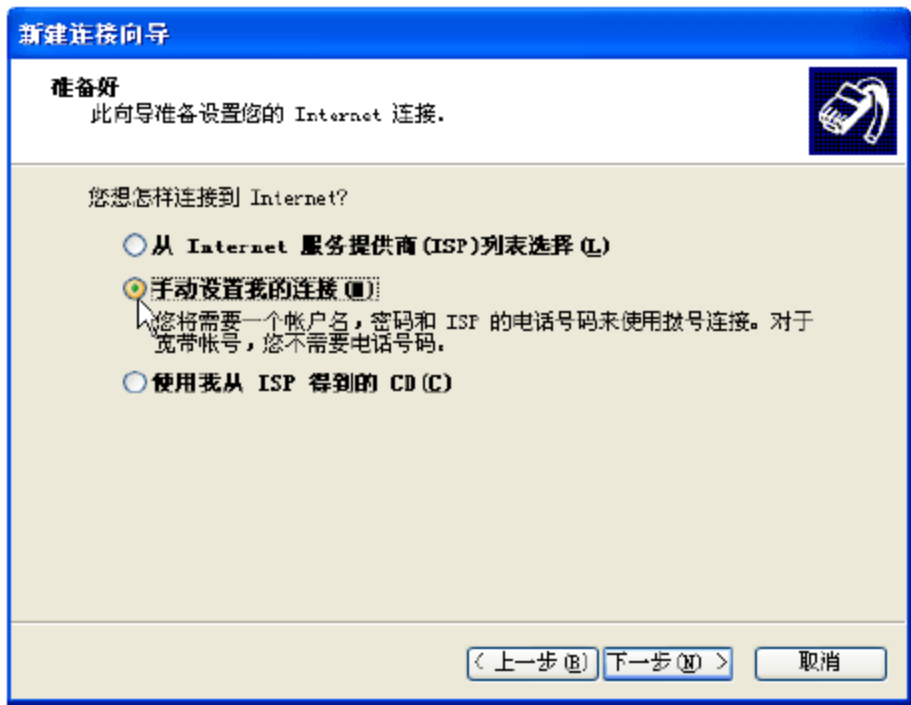 新建连接向导
准备好
此向导准备设置您的 Internet 连接.
您想怎样连接到 Internet?
从 Internet 服务提供商(ISP)列表选择(L)
手动设置我的连接(M)
您将需要一个帐户名，密码和 ISP 的电话号码来使用拨号连接。对于
宽带帐号，您不需要电话号码.
使用我从 ISP 得到的 CD(C)
< 上一步(B) 下一步(N) > 取消